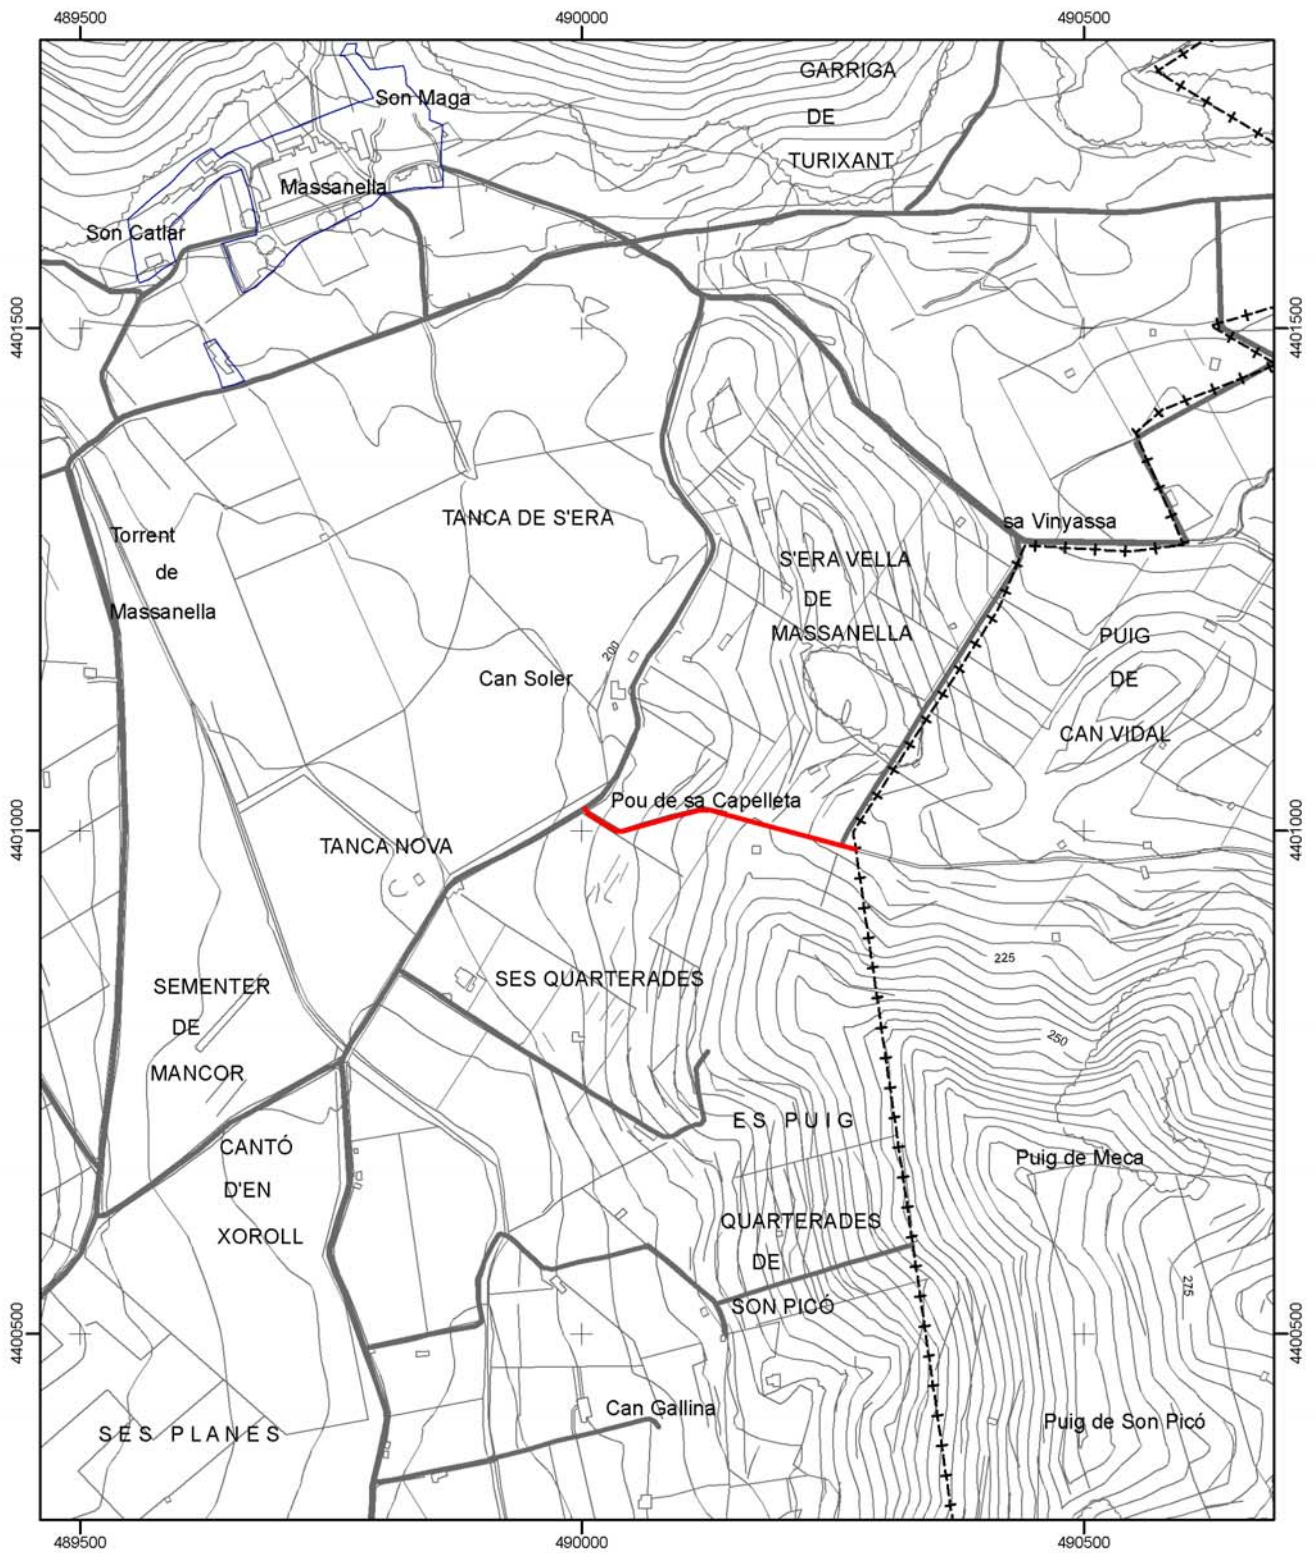 489500
490000
490500
GARRIGA
DE
TURIXANT
Son Maga
Massanella
Son Catlar
4401500
4401500
TANCA DE S'ERA
Torrent
de
Massanella
sa Vinyassa
S'ERA VELLA
DE
MASSANELLA
PUIG
DE
CAN VIDAL
200
Can Soler
Pou de sa Capelleta
4401000
4401000
TANCA NOVA
SES QUARTERADES
225
250
SEMENTER
DE
MANCOR
ES PUIG
CANTÓ
D'EN
XOROLL
Puig de Meca
QUARTERADES
DE
SON PICÓ
275
4400500
4400500
Can Gallina
SES PLANES
Puig de Son Picó
489500
490000
490500